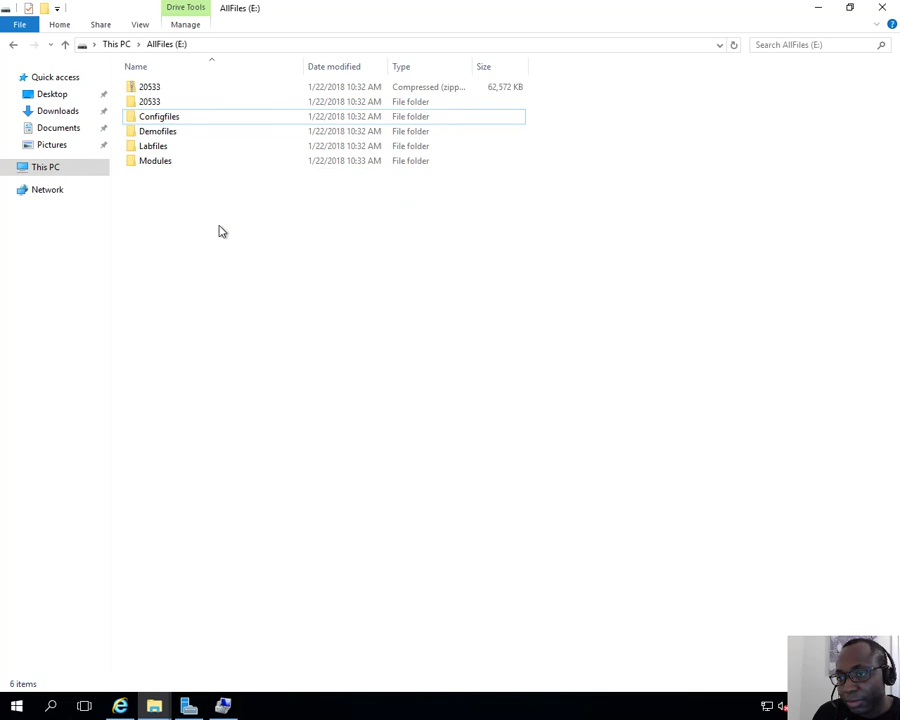 Drive Tools
AllFiles (E:)
File
Home
Share
View
Manage
This PC
AllFiles (E:)
Search AllFiles (E:)
Name
Date modified
Type
Size
Quick access
Desktop
Downloads
Documents
Pictures
This PC
Network
20533 1/22/2018 10:32 AM Compressed (zipp... 62,572 KB
20533 1/22/2018 10:32 AM File folder
Configfiles 1/22/2018 10:32 AM File folder
Demofiles 1/22/2018 10:32 AM File folder
Labfiles 1/22/2018 10:32 AM File folder
Modules 1/22/2018 10:33 AM File folder
6 items